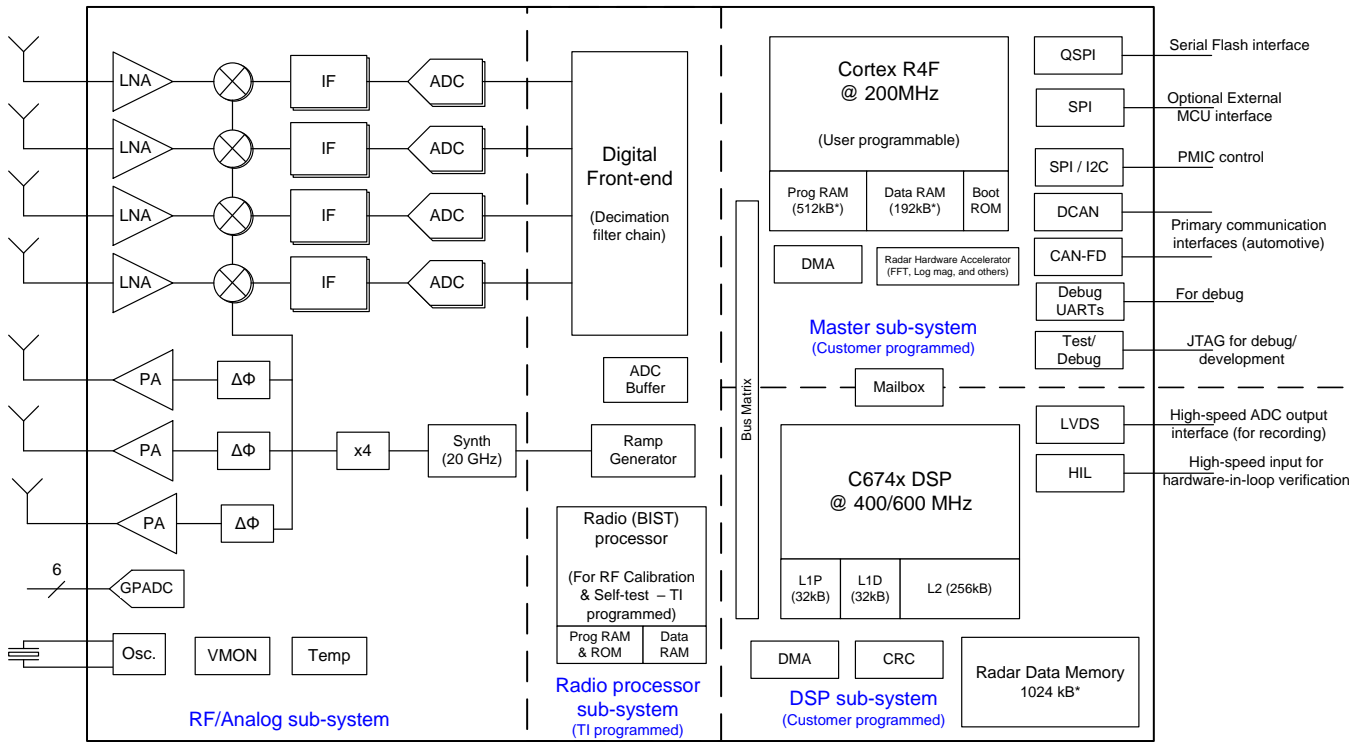 LNA
IF
ADC
LNA
IF
ADC
LNA
IF
ADC
LNA
IF
ADC
PA
ΔΦ
PA
ΔΦ
PA
ΔΦ
x4
Synth
(20 GHz)
6
GPADC
Osc.
VMON
Temp
RF/Analog sub-system
Digital
Front-end
(Decimation
filter chain)
ADC
Buffer
Ramp
Generator
Radio (BIST)
processor
(For RF Calibration
& Self-test – TI
programmed)
Prog RAM
& ROM
Data
RAM
Radio processor
sub-system
(TI programmed)
Bus Matrix
Cortex R4F
@ 200MHz
(User programmable)
Prog RAM
(512kB*)
Data RAM
(192kB*)
Boot
ROM
DMA
Radar Hardware Accelerator
(FFT, Log mag, and others)
Master sub-system
(Customer programmed)
Mailbox
C674x DSP
@ 400/600 MHz
L1P
(32kB)
L1D
(32kB)
L2 (256kB)
DMA
CRC
Radar Data Memory
1024 kB*
DSP sub-system
(Customer programmed)
QSPI
Serial Flash interface
SPI
Optional External
MCU interface
SPI / I2C
PMIC control
DCAN
CAN-FD
Primary communication
interfaces (automotive)
Debug
UARTs
For debug
Test/
Debug
JTAG for debug/
development
LVDS
High-speed ADC output
interface (for recording)
HIL
High-speed input for
hardware-in-loop verification